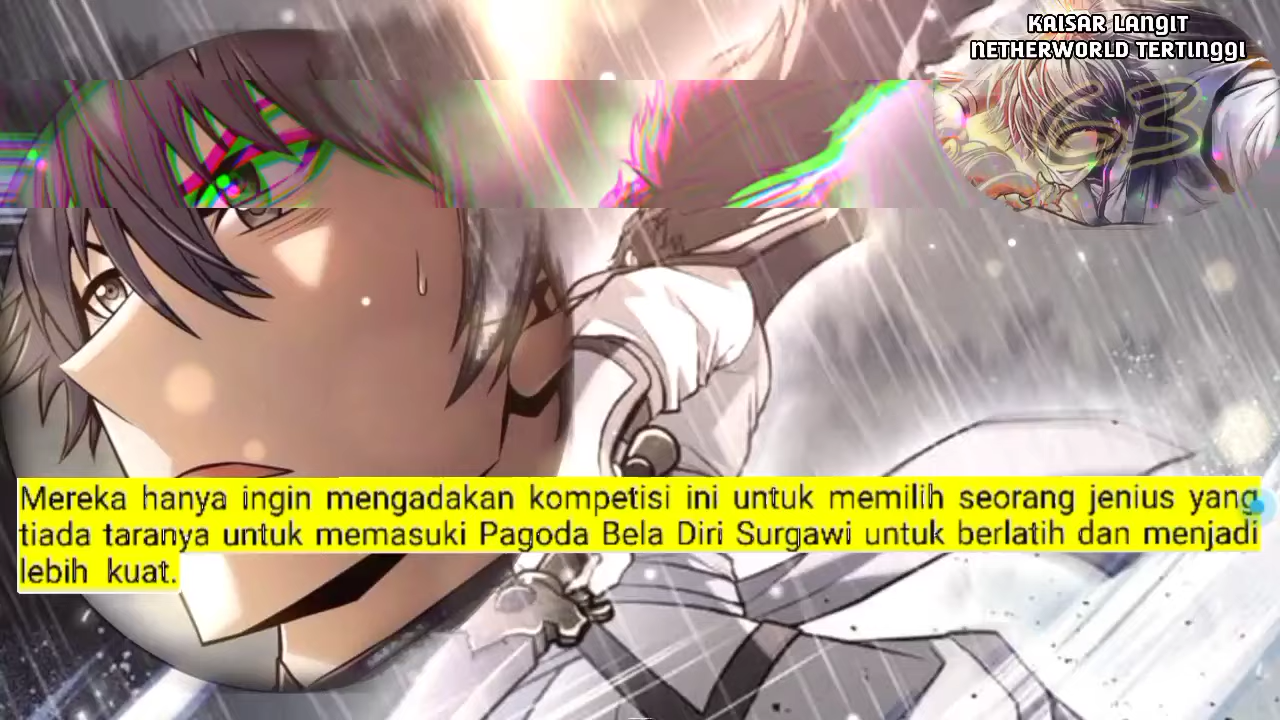 KAISAR LANGIT
NETHERWORLD TERTINGGI
63
Mereka hanya ingin mengadakan kompetisi ini untuk memilih seorang jenius yang
tiada taranya untuk memasuki Pagoda Bela Diri Surgawi untuk berlatih dan menjadi
lebih kuat.